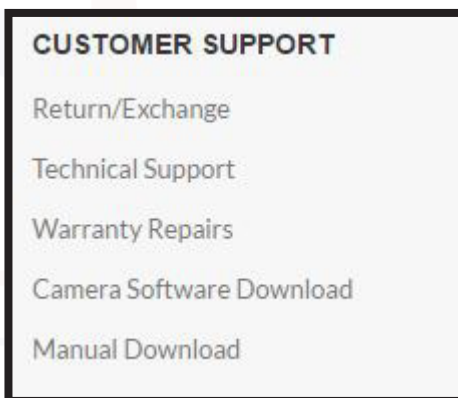 CUSTOMER SUPPORT
Return/Exchange
Technical Support
Warranty Repairs
Camera Software Download
Manual Download